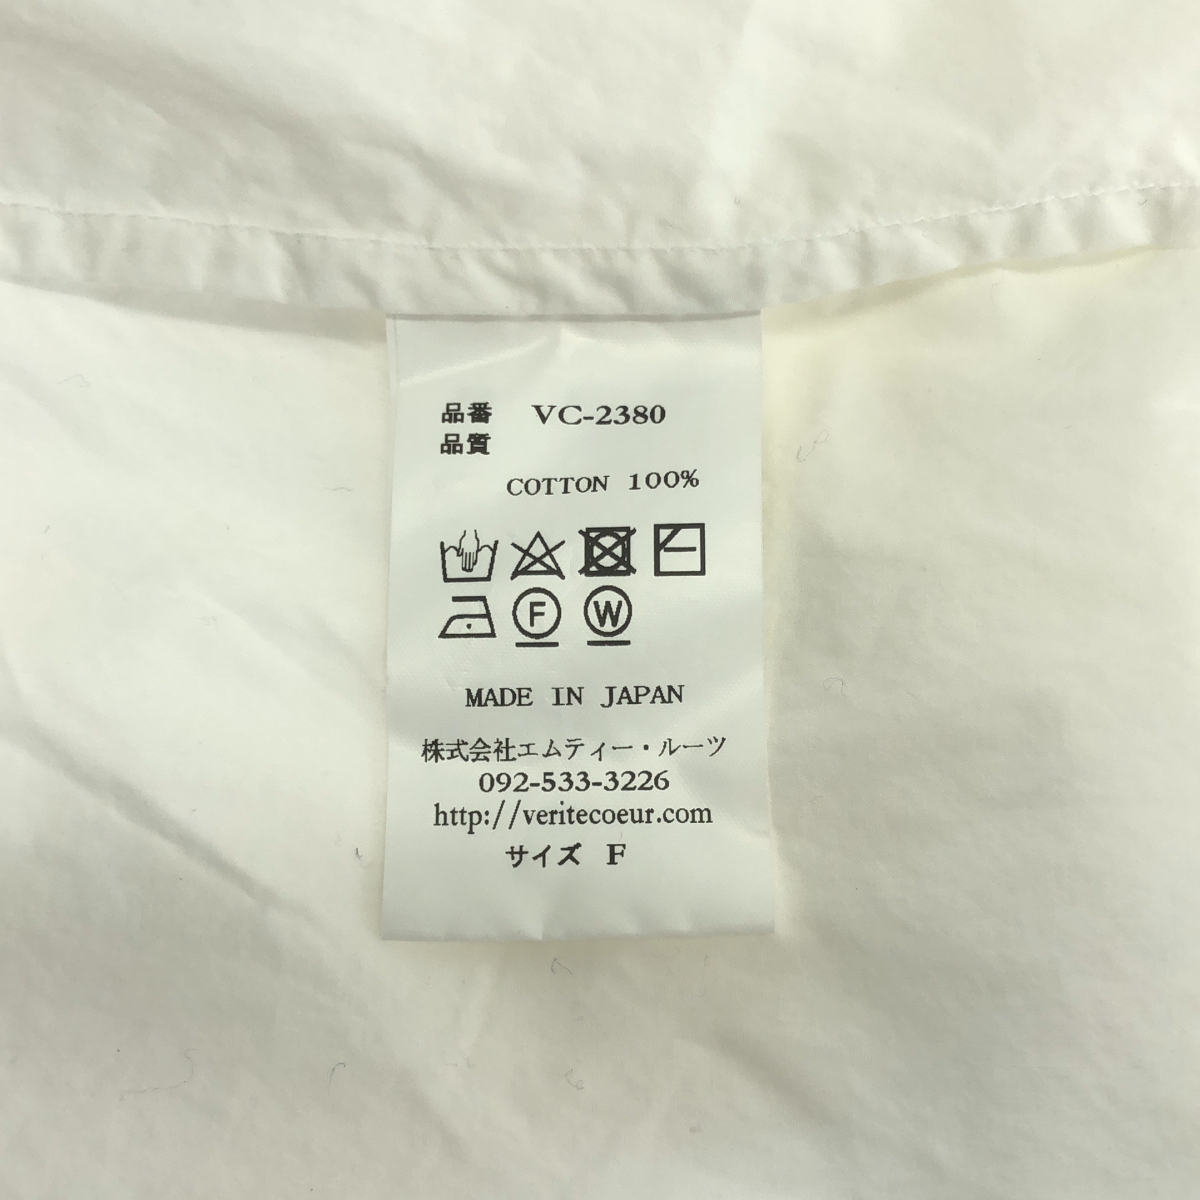 品番 VC-2380
品質
COTTON 100%
F W
MADE IN JAPAN
株式会社エムティー・ルーツ
092-533-3226
http://veritecoeur.com
サイズ F